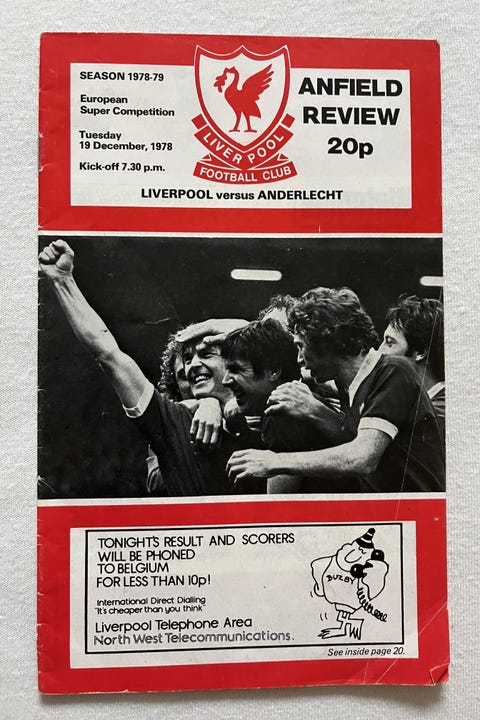 SEASON 1978-79
European
Super Competition
Tuesday
19 December, 1978
Kick-off 7.30 p.m.
LIVERPOOL
FOOTBALL CLUB
ANFIELD
REVIEW
20p
LIVERPOOL versus ANDERLECHT
TONIGHT'S RESULT AND SCORERS
WILL BE PHONED
TO BELGIUM
FOR LESS THAN 10p!
International Direct Dialling
"It's cheaper than you think"
Liverpool Telephone Area
North West Telecommunications.
BUZBY
See inside page 20.